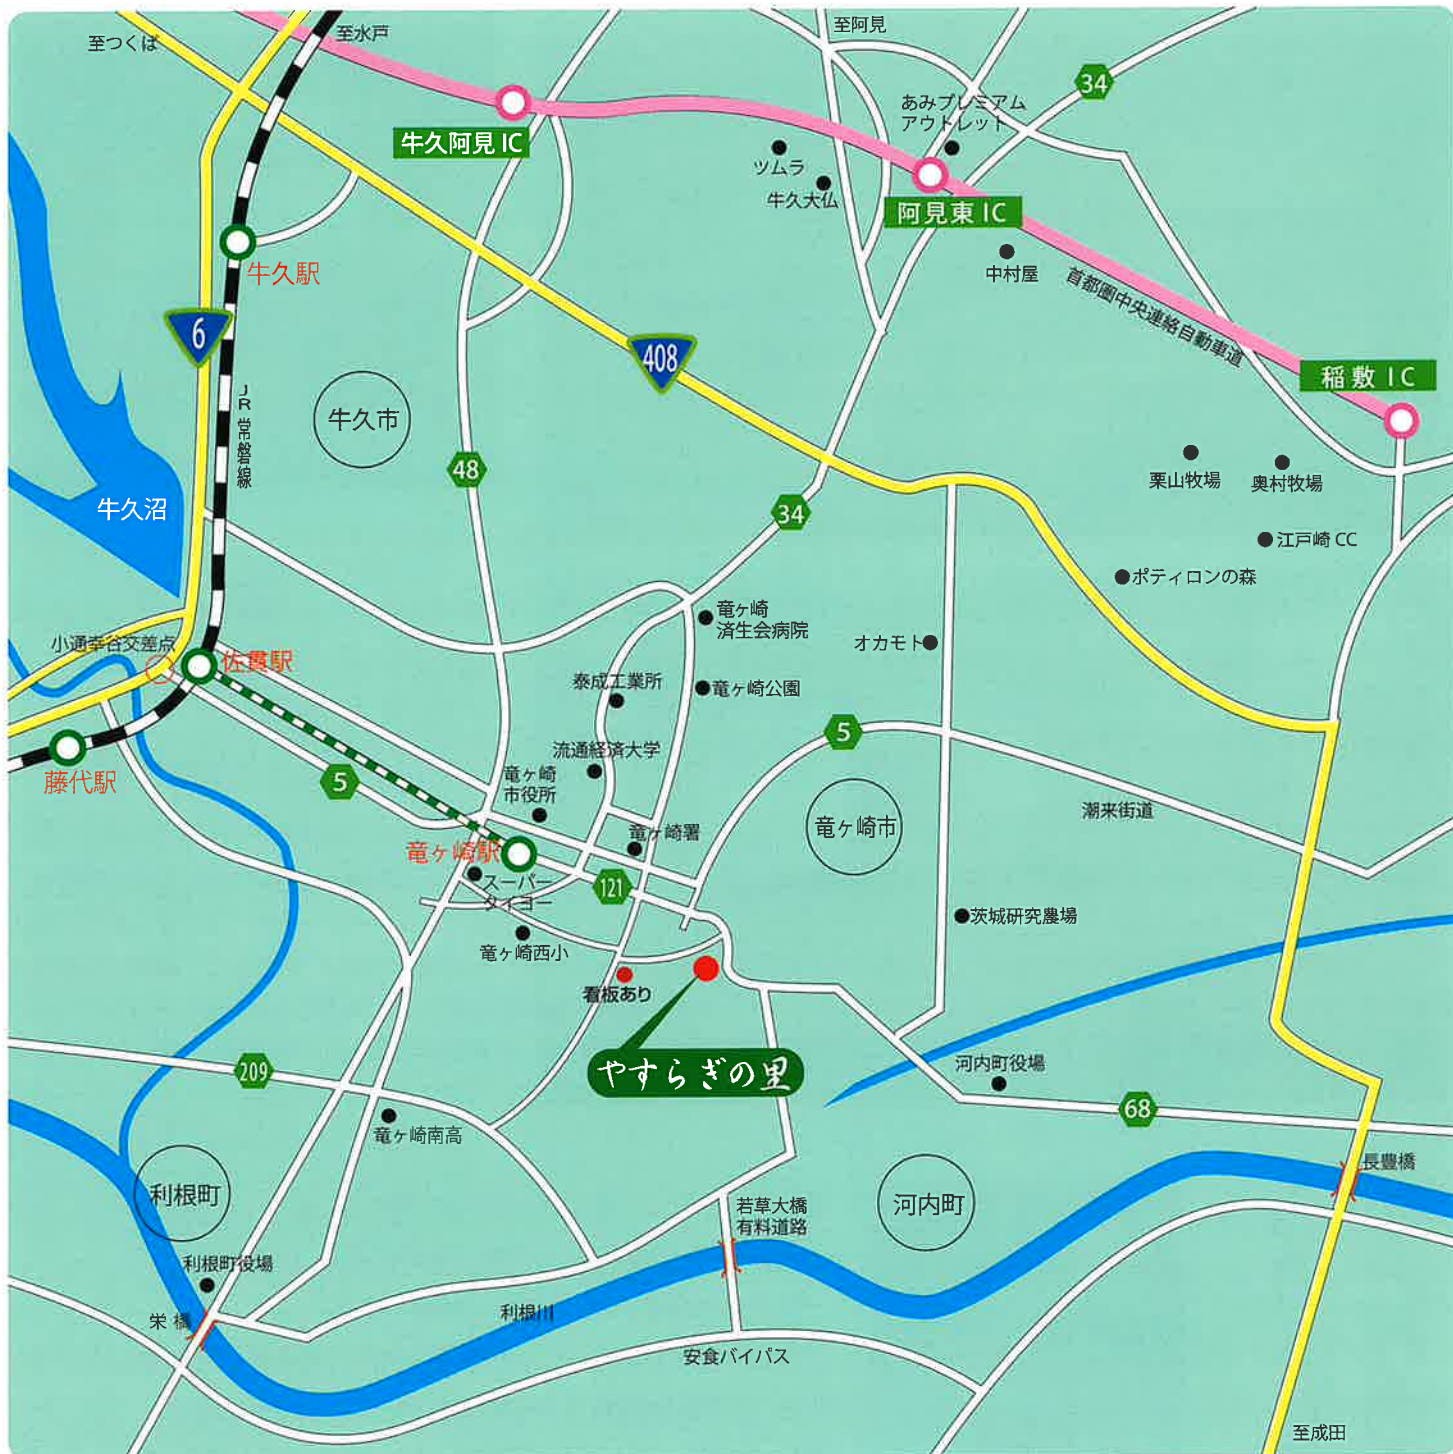 至つくば
至水戸
至阿見
34
あみプレミアム
アウトレット
牛久阿見 IC
ツムラ
牛久大仏
阿見東 IC
中村屋
首都圏中央連絡自動車道
牛久駅
6
408
稲敷 IC
JR常磐線
牛久市
48
栗山牧場
奥村牧場
牛久沼
34
江戸崎 CC
ポティロンの森
竜ヶ崎
済生会病院
オカモト
小通幸谷交差点
佐貫駅
泰成工業所
竜ヶ崎公園
藤代駅
5
流通経済大学
5
竜ヶ崎
市役所
潮来街道
竜ヶ崎市
竜ヶ崎署
竜ヶ崎駅
スーパー
タイヨー
121
茨城研究農場
竜ヶ崎西小
看板あり
やすらぎの里
209
河内町役場
68
竜ヶ崎南高
長豊橋
利根町
河内町
若草大橋
有料道路
利根町役場
栄橋
利根川
安食バイパス
至成田